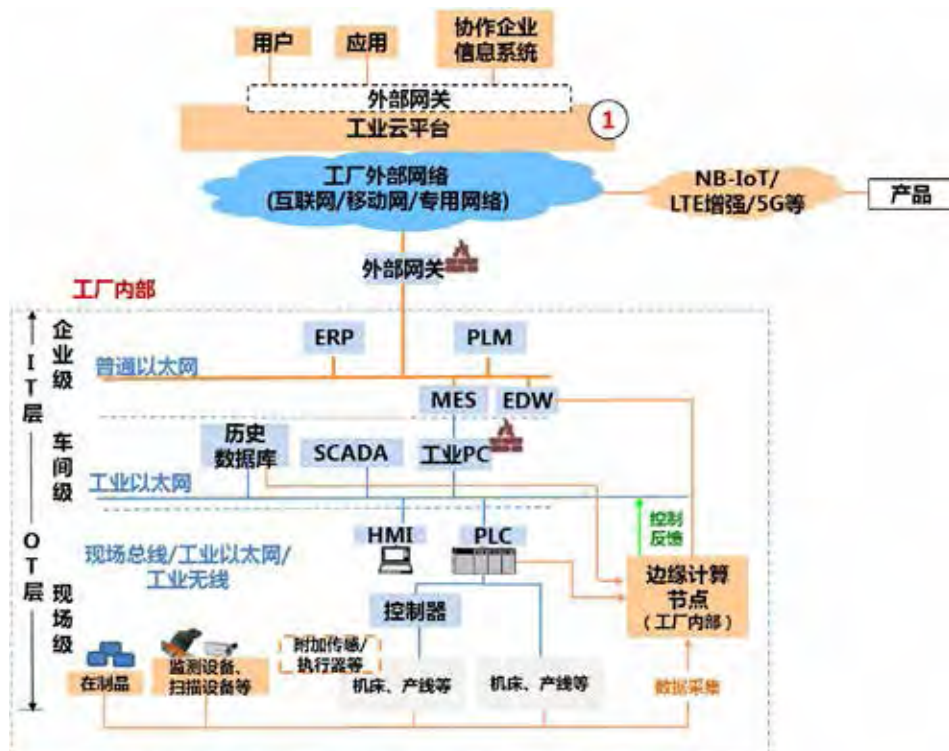 用户
应用
协作企业
信息系统
外部网关
工业云平台
1
工厂外部网络
(互联网/移动网/专用网络)
NB-IoT/
LTE增强/5G等
产品
外部网关
工厂内部
企业级
IT层
ERP
PLM
普通以太网
MES
EDW
车间级
历史
数据库
SCADA
工业PC
工业以太网
控制
反馈
OT层
现场级
HMI
PLC
现场总线/工业以太网/
工业无线
边缘计算
节点
(工厂内部)
控制器
附加传感/
执行器等
在制品
监测设备、
扫描设备等
机床、产线等
机床、产线等
数据采集